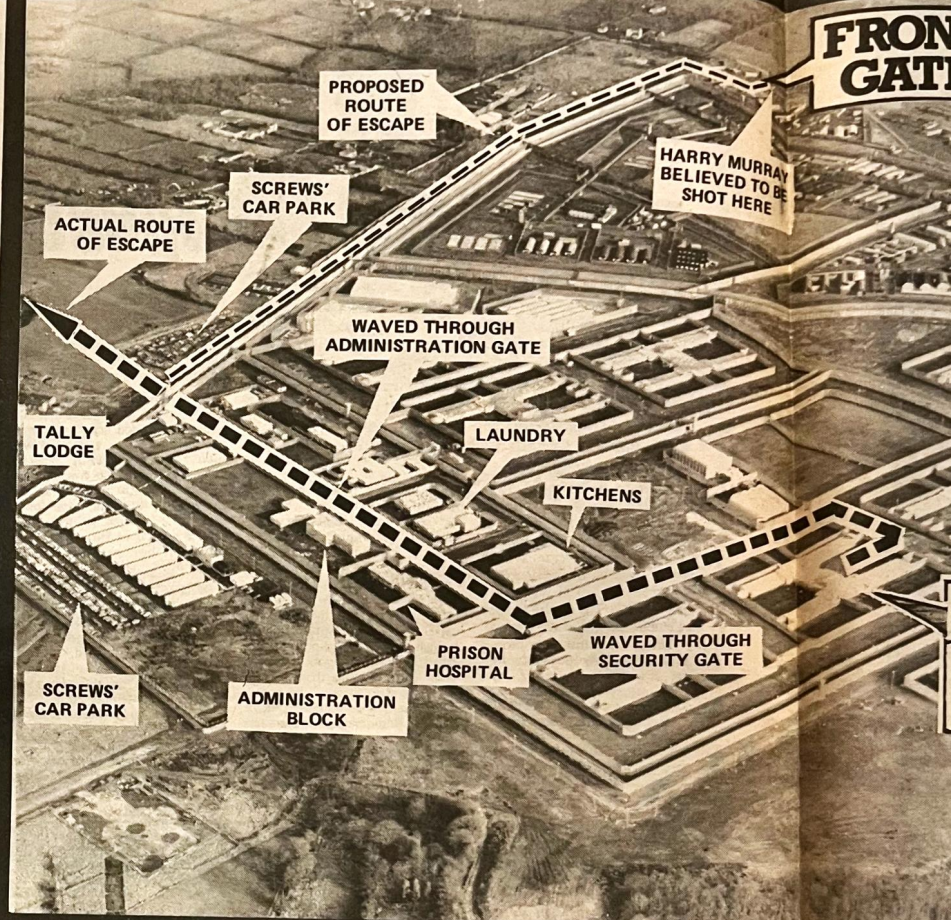 FRON
GAT
PROPOSED
ROUTE
OF ESCAPE
HARRY MURRAY
BELIEVED TO BE
SHOT HERE
SCREWS'
CAR PARK
ACTUAL ROUTE
OF ESCAPE
WAVED THROUGH
ADMINISTRATION GATE
TALLY
LODGE
LAUNDRY
KITCHENS
WAVED THROUGH
SECURITY GATE
PRISON
HOSPITAL
SCREWS'
CAR PARK
ADMINISTRATION
BLOCK